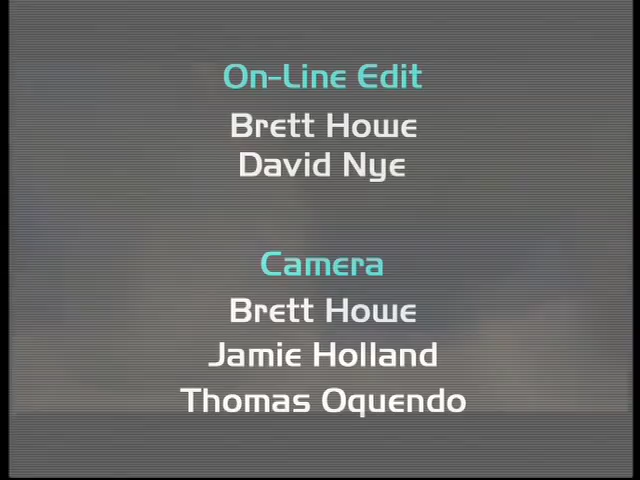 On-Line Edit
Brett Howe
David Nye
Camera
Brett Howe
Jamie Holland
Thomas Oquendo